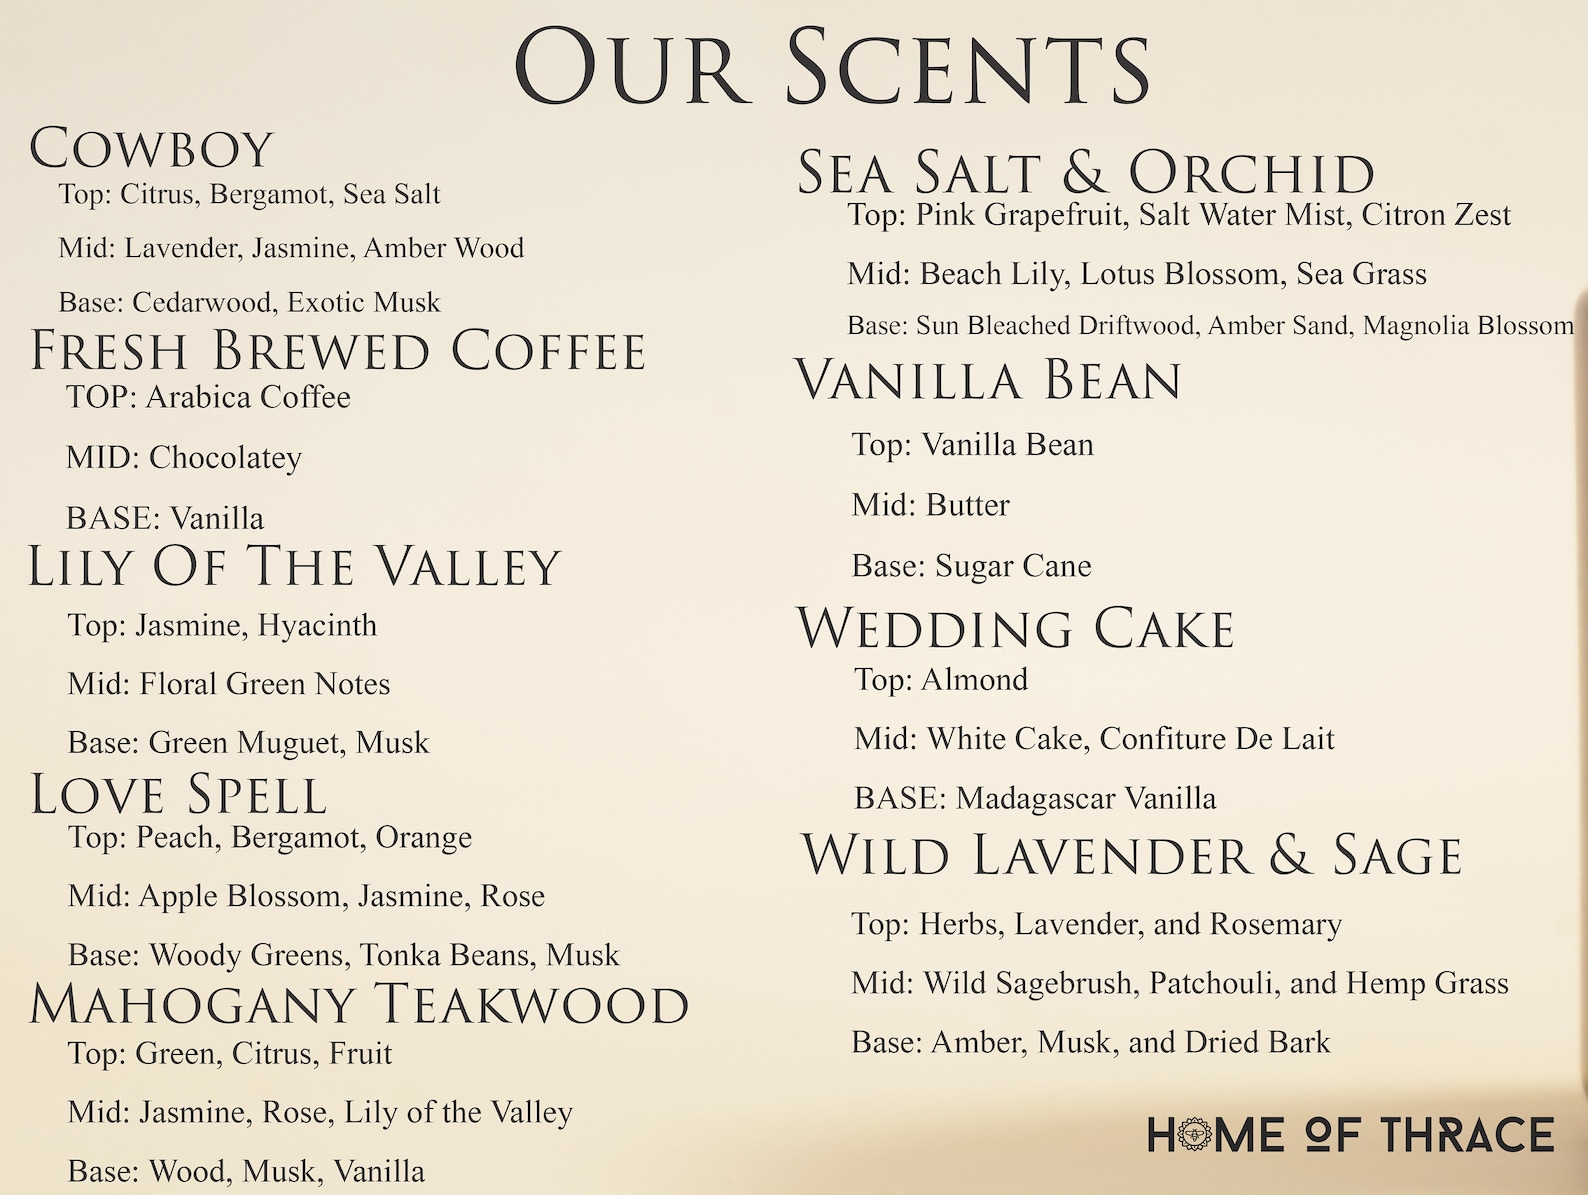 Our Scents
Cowboy
Top: Citrus, Bergamot, Sea Salt
Mid: Lavender, Jasmine, Amber Wood
Base: Cedarwood, Exotic Musk
Fresh Brewed Coffee
TOP: Arabica Coffee
MID: Chocolatey
BASE: Vanilla
Lily Of The Valley
Top: Jasmine, Hyacinth
Mid: Floral Green Notes
Base: Green Muguet, Musk
Love Spell
Top: Peach, Bergamot, Orange
Mid: Apple Blossom, Jasmine, Rose
Base: Woody Greens, Tonka Beans, Musk
Mahogany Teakwood
Top: Green, Citrus, Fruit
Mid: Jasmine, Rose, Lily of the Valley
Base: Wood, Musk, Vanilla
Sea Salt & Orchid
Top: Pink Grapefruit, Salt Water Mist, Citron Zest
Mid: Beach Lily, Lotus Blossom, Sea Grass
Base: Sun Bleached Driftwood, Amber Sand, Magnolia Blossom
Vanilla Bean
Top: Vanilla Bean
Mid: Butter
Base: Sugar Cane
Wedding Cake
Top: Almond
Mid: White Cake, Confiture De Lait
BASE: Madagascar Vanilla
Wild Lavender & Sage
Top: Herbs, Lavender, and Rosemary
Mid: Wild Sagebrush, Patchouli, and Hemp Grass
Base: Amber, Musk, and Dried Bark
HOME OF THRACE